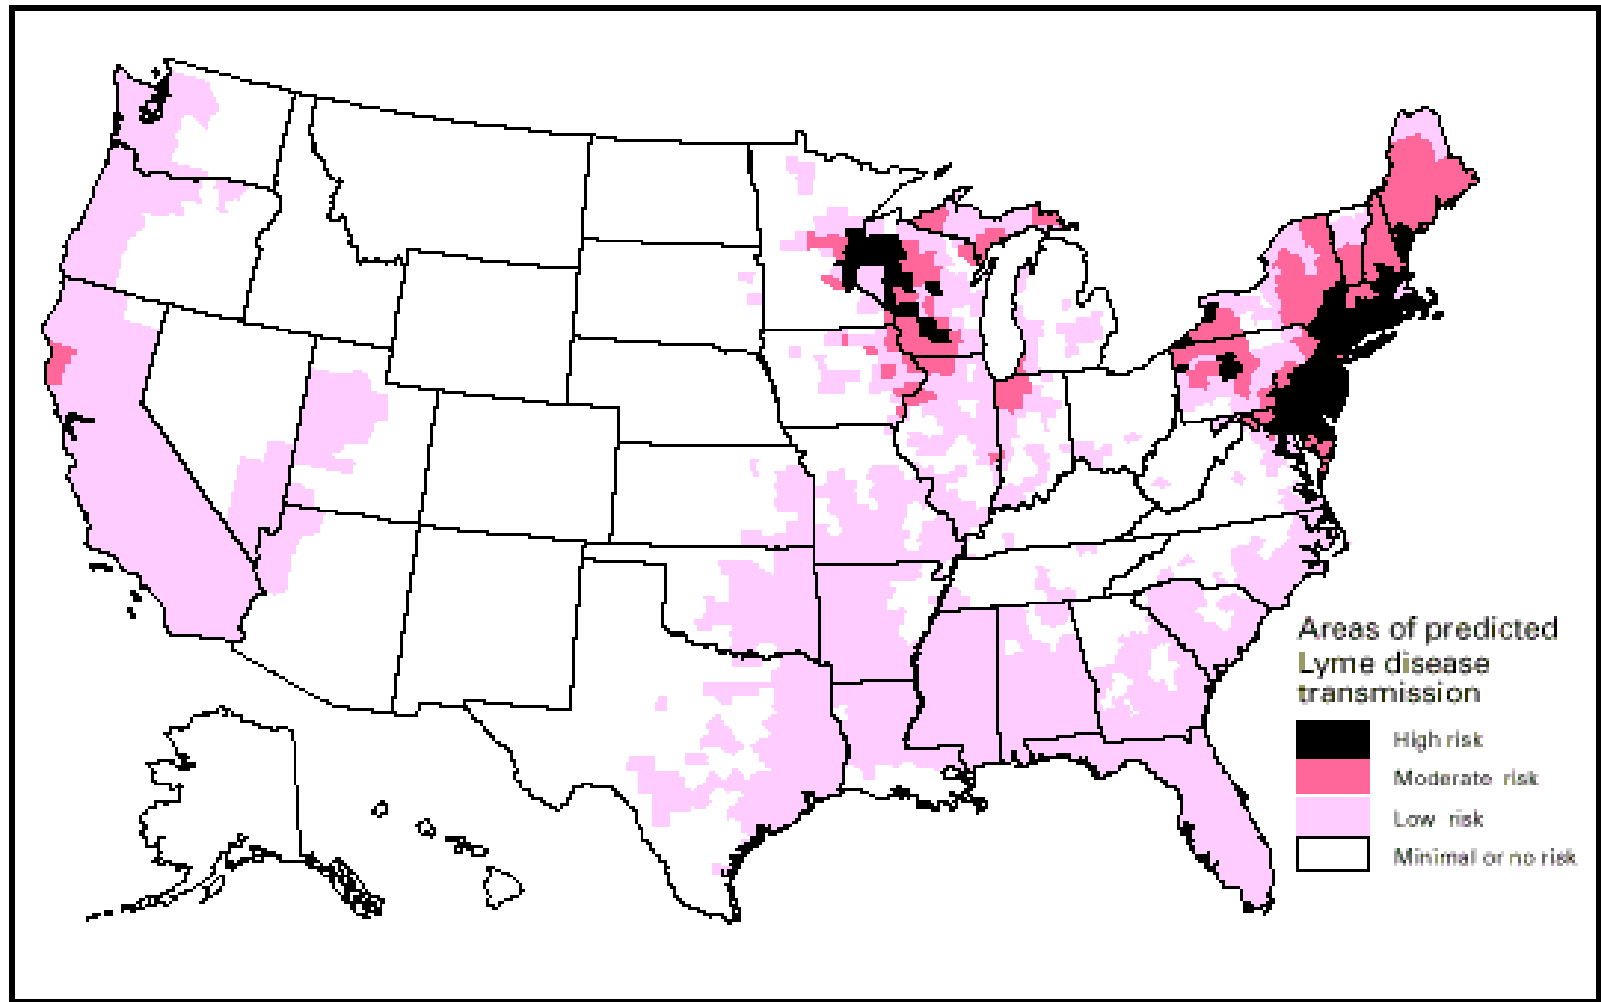 Areas of predicted
Lyme disease
transmission
High risk
Moderate risk
Low risk
Minimal or no risk